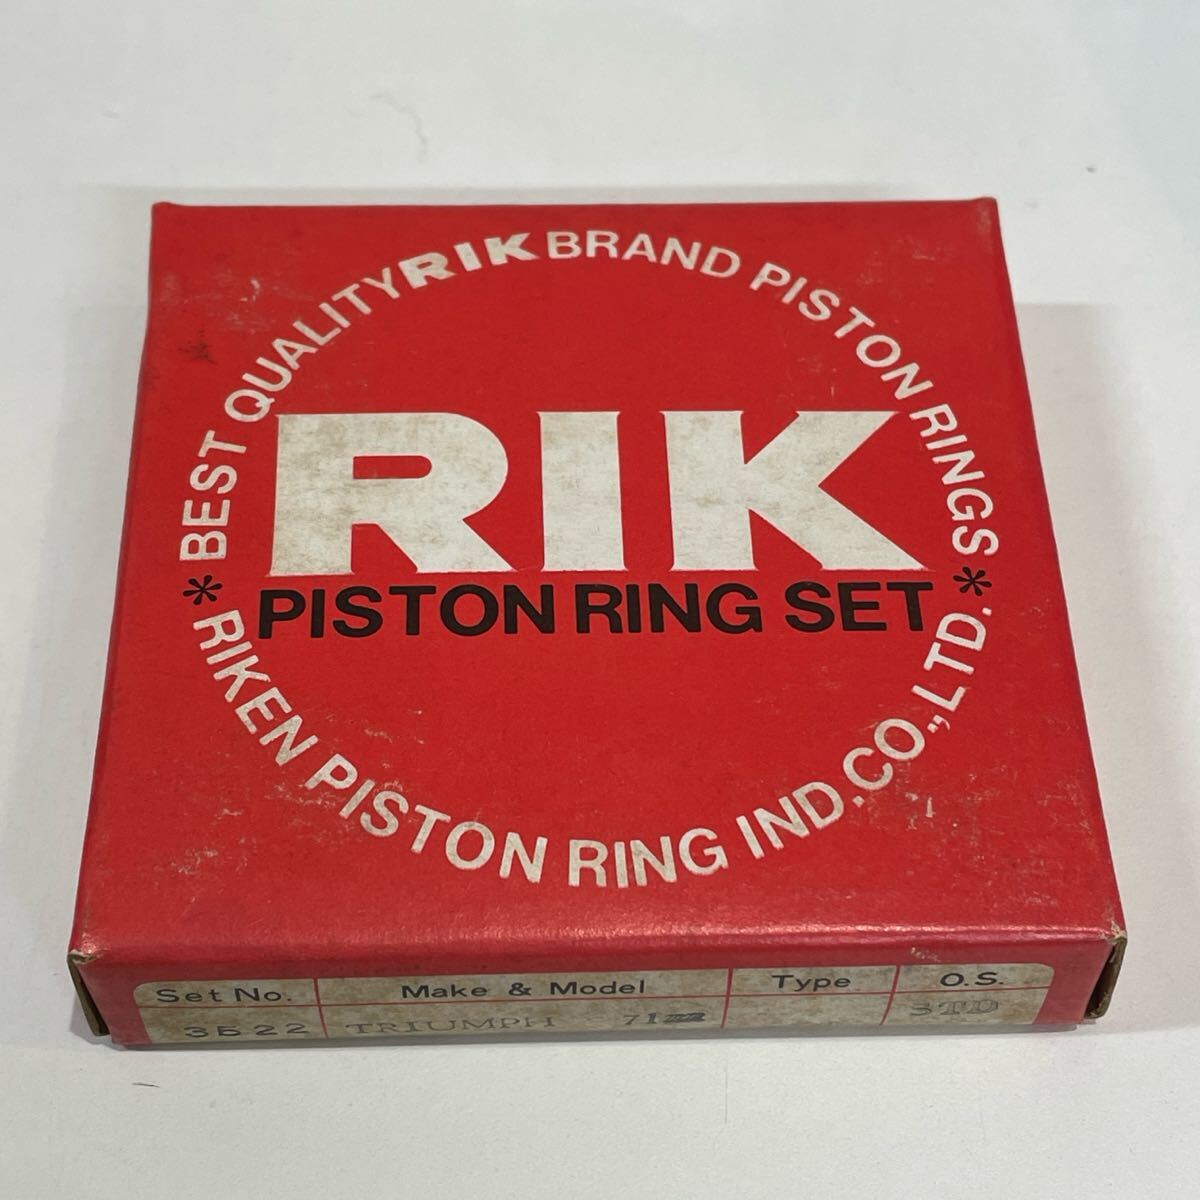 BEST QUALITY RIK BRAND PISTON RINGS
RIK
PISTON RING SET
* RIKEN PISTON RING IND.CO.,LTD. *
Set No. Make & Model Type O.S.
3522 TRIUMPH 71m/m STD